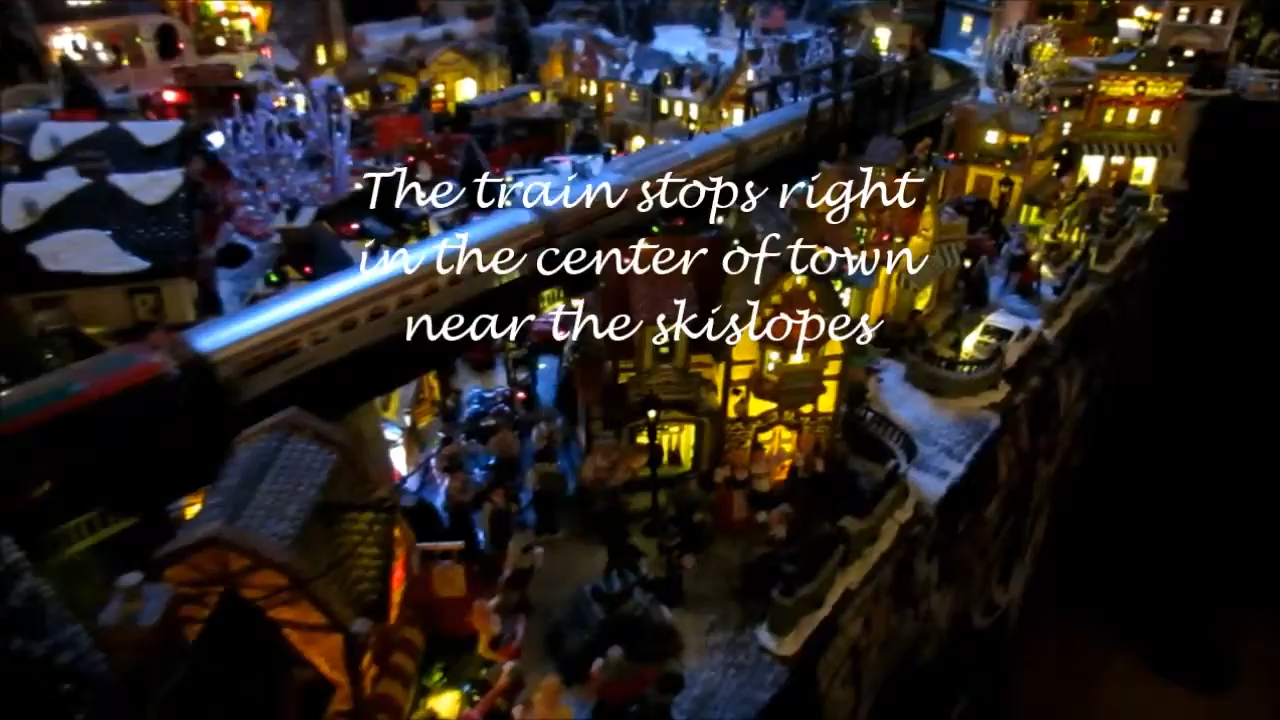 The train stops right
in the center of town
near the skislopes